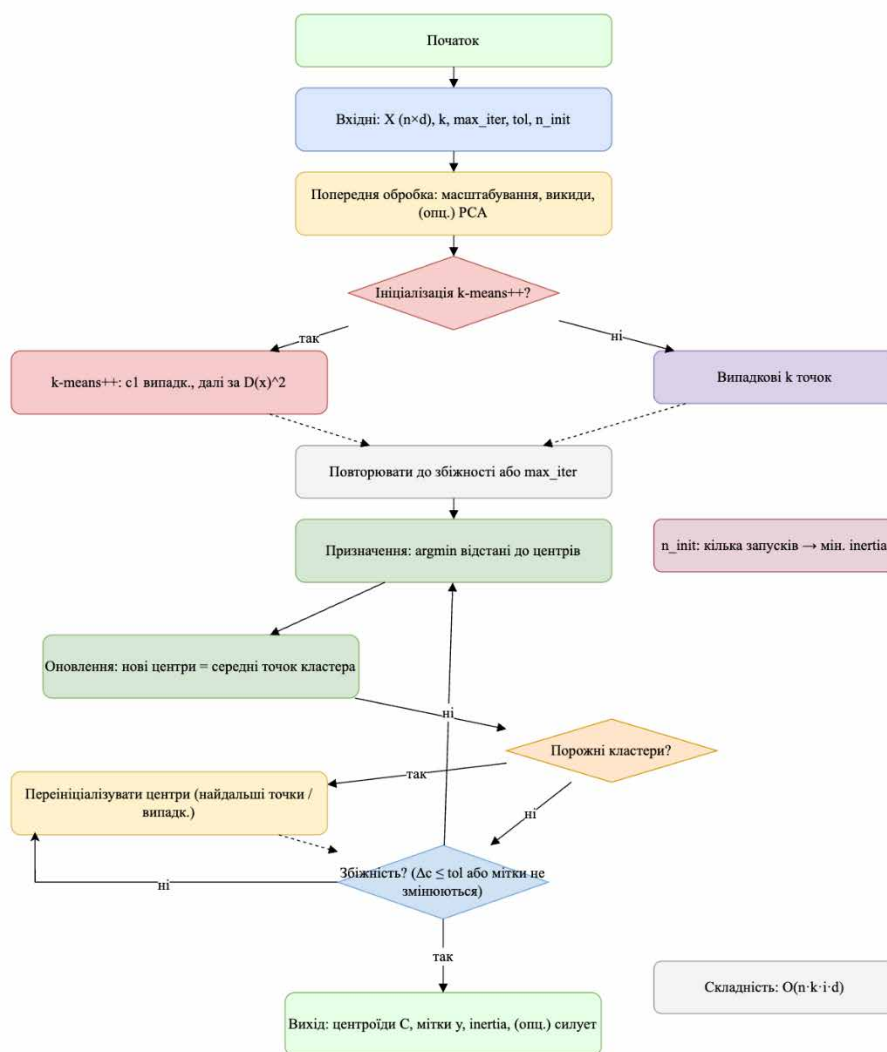 Початок
Вхідні: X (n×d), k, max_iter, tol, n_init
Попередня обробка: масштабування, викиди,
(опц.) PCA
Ініціалізація k-means++?
так
ні
k-means++: c1 випадк., далі за D(x)^2
Випадкові k точок
Повторювати до збіжності або max_iter
Призначення: argmin відстані до центрів
n_init: кілька запусків → мін. inertia
Оновлення: нові центри = середні точок кластера
ні
Порожні кластери?
так
Переініціалізувати центри (найдальші точки /
випадк.)
ні
Збіжність? (Δc ≤ tol або мітки не
змінюються)
ні
так
Складність: O(n·k·i·d)
Вихід: центроїди C, мітки y, inertia, (опц.) силует